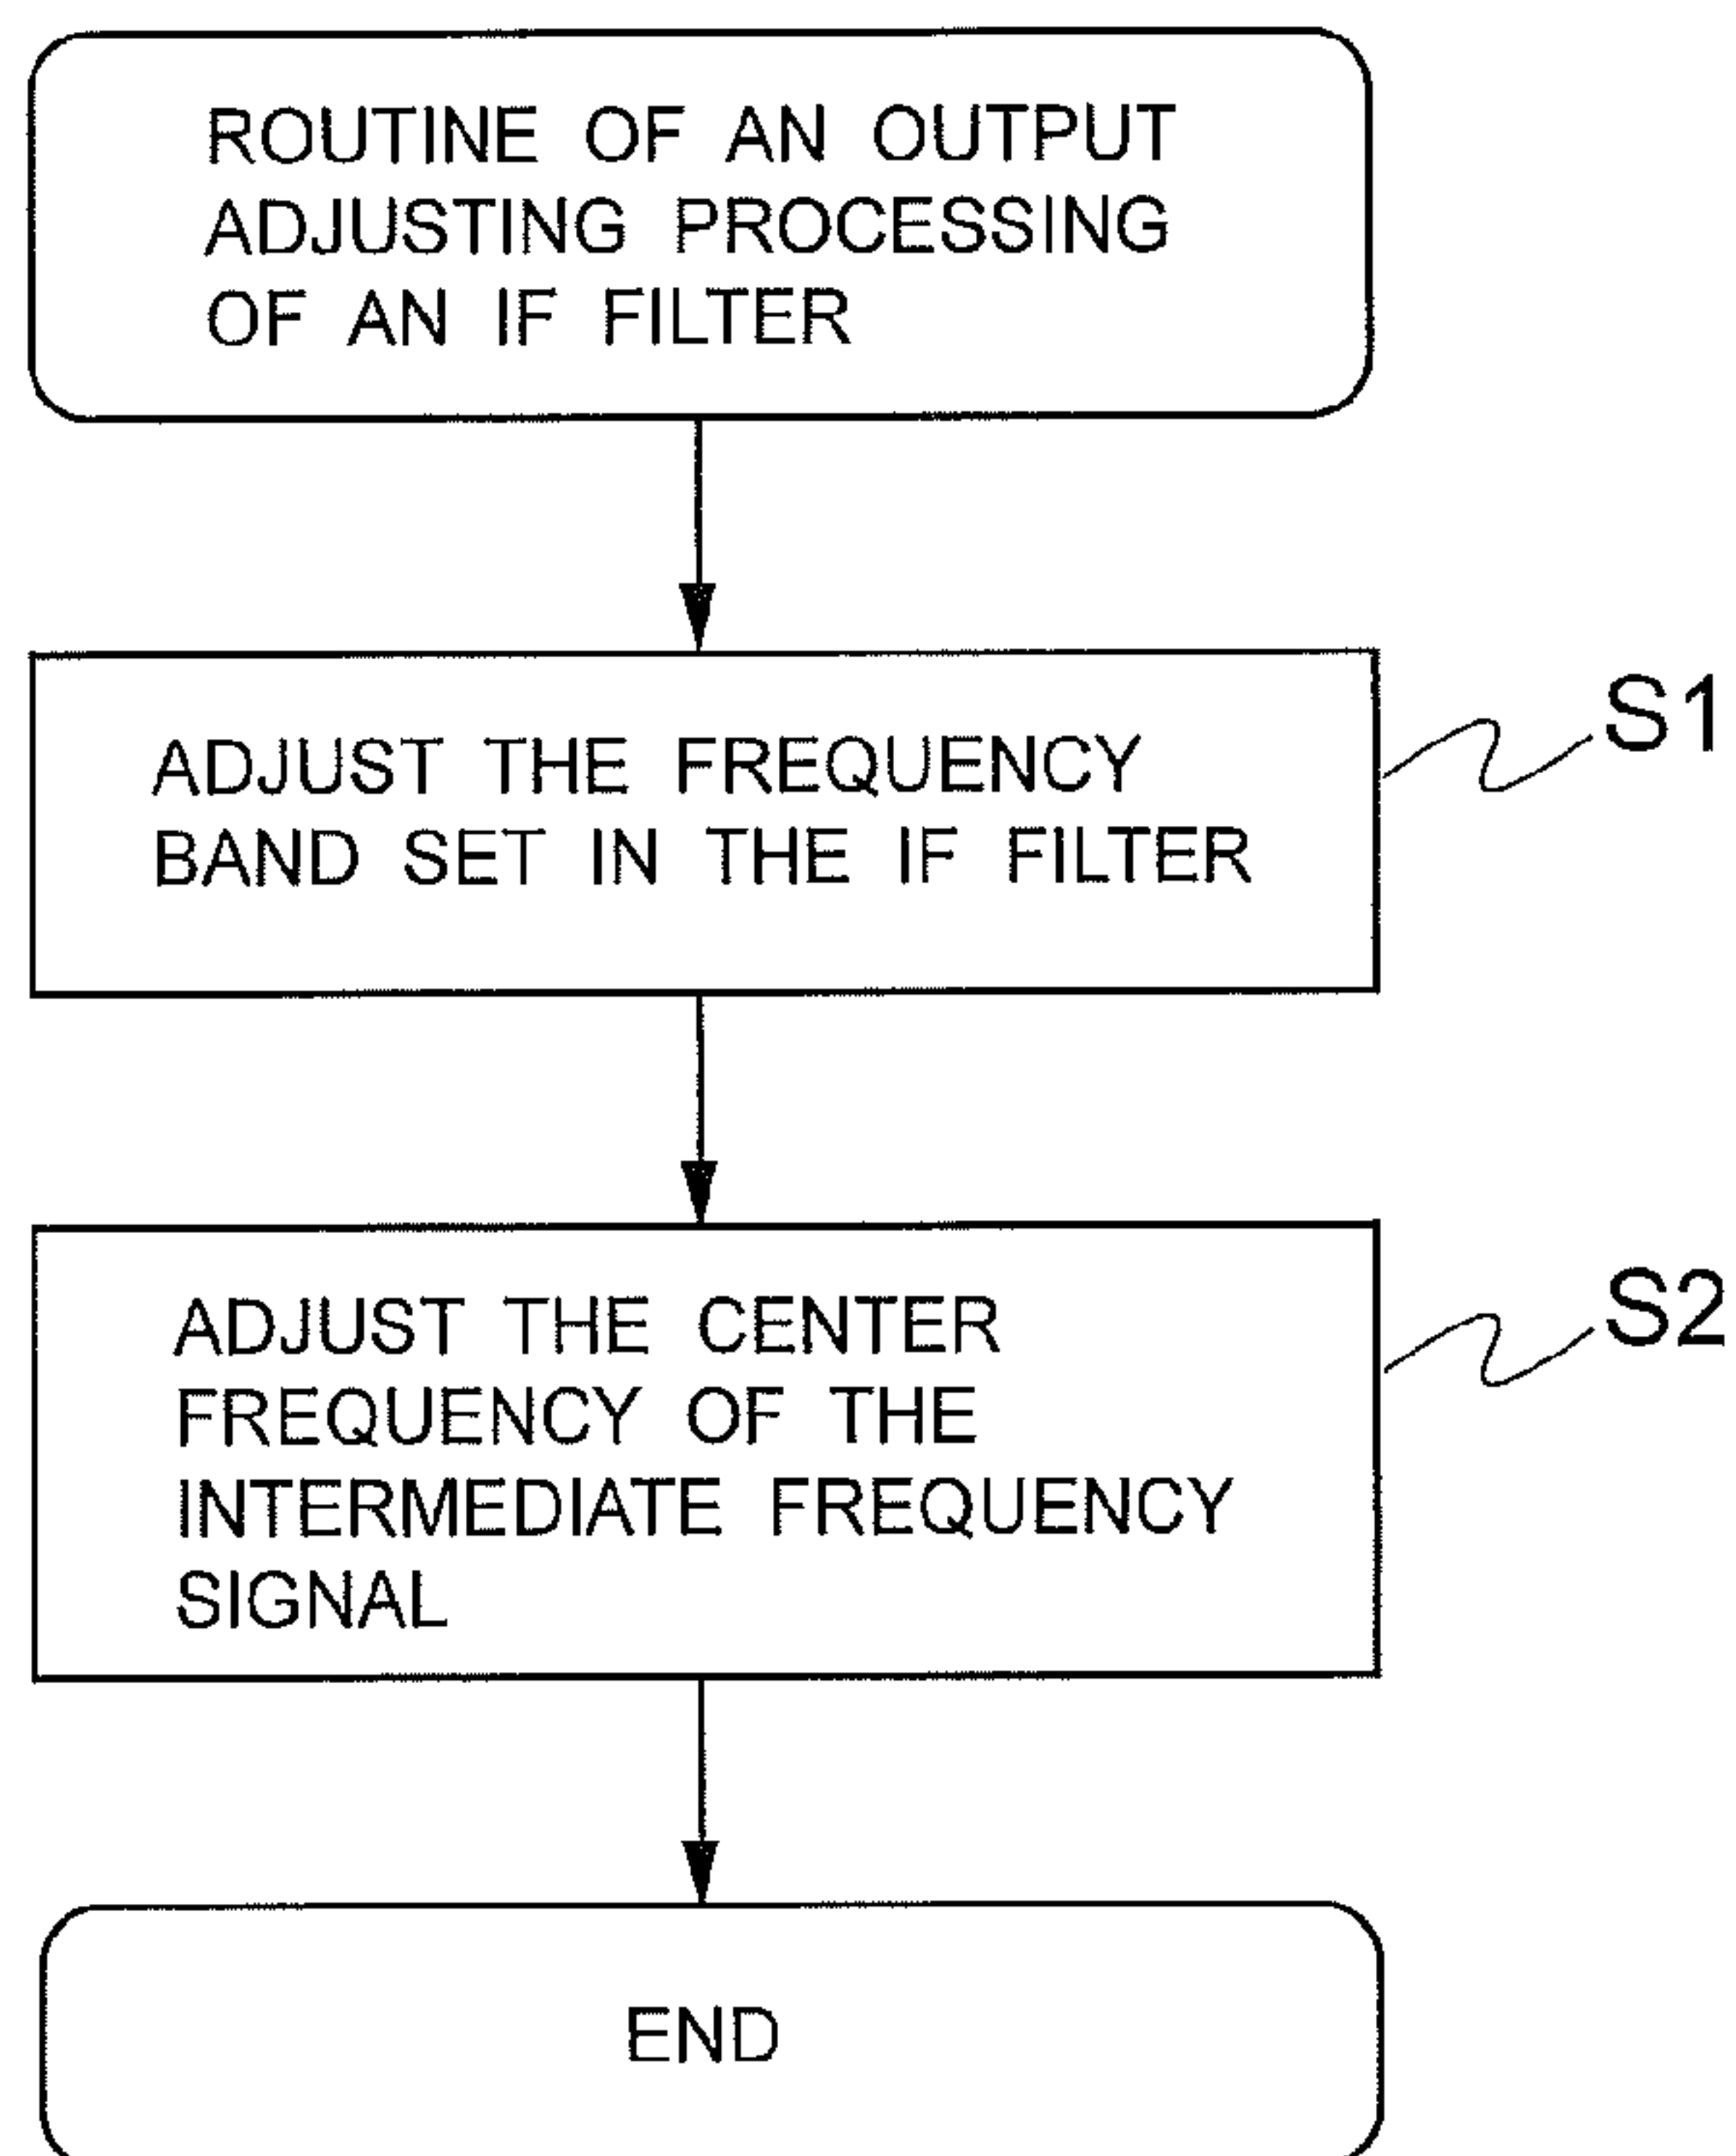 ROUTINE OF AN OUTPUT
ADJUSTING PROCESSING
OF AN IF FILTER
S1
ADJUST THE FREQUENCY
BAND SET IN THE IF FILTER
S2
ADJUST THE CENTER
FREQUENCY OF THE
INTERMEDIATE FREQUENCY
SIGNAL
END